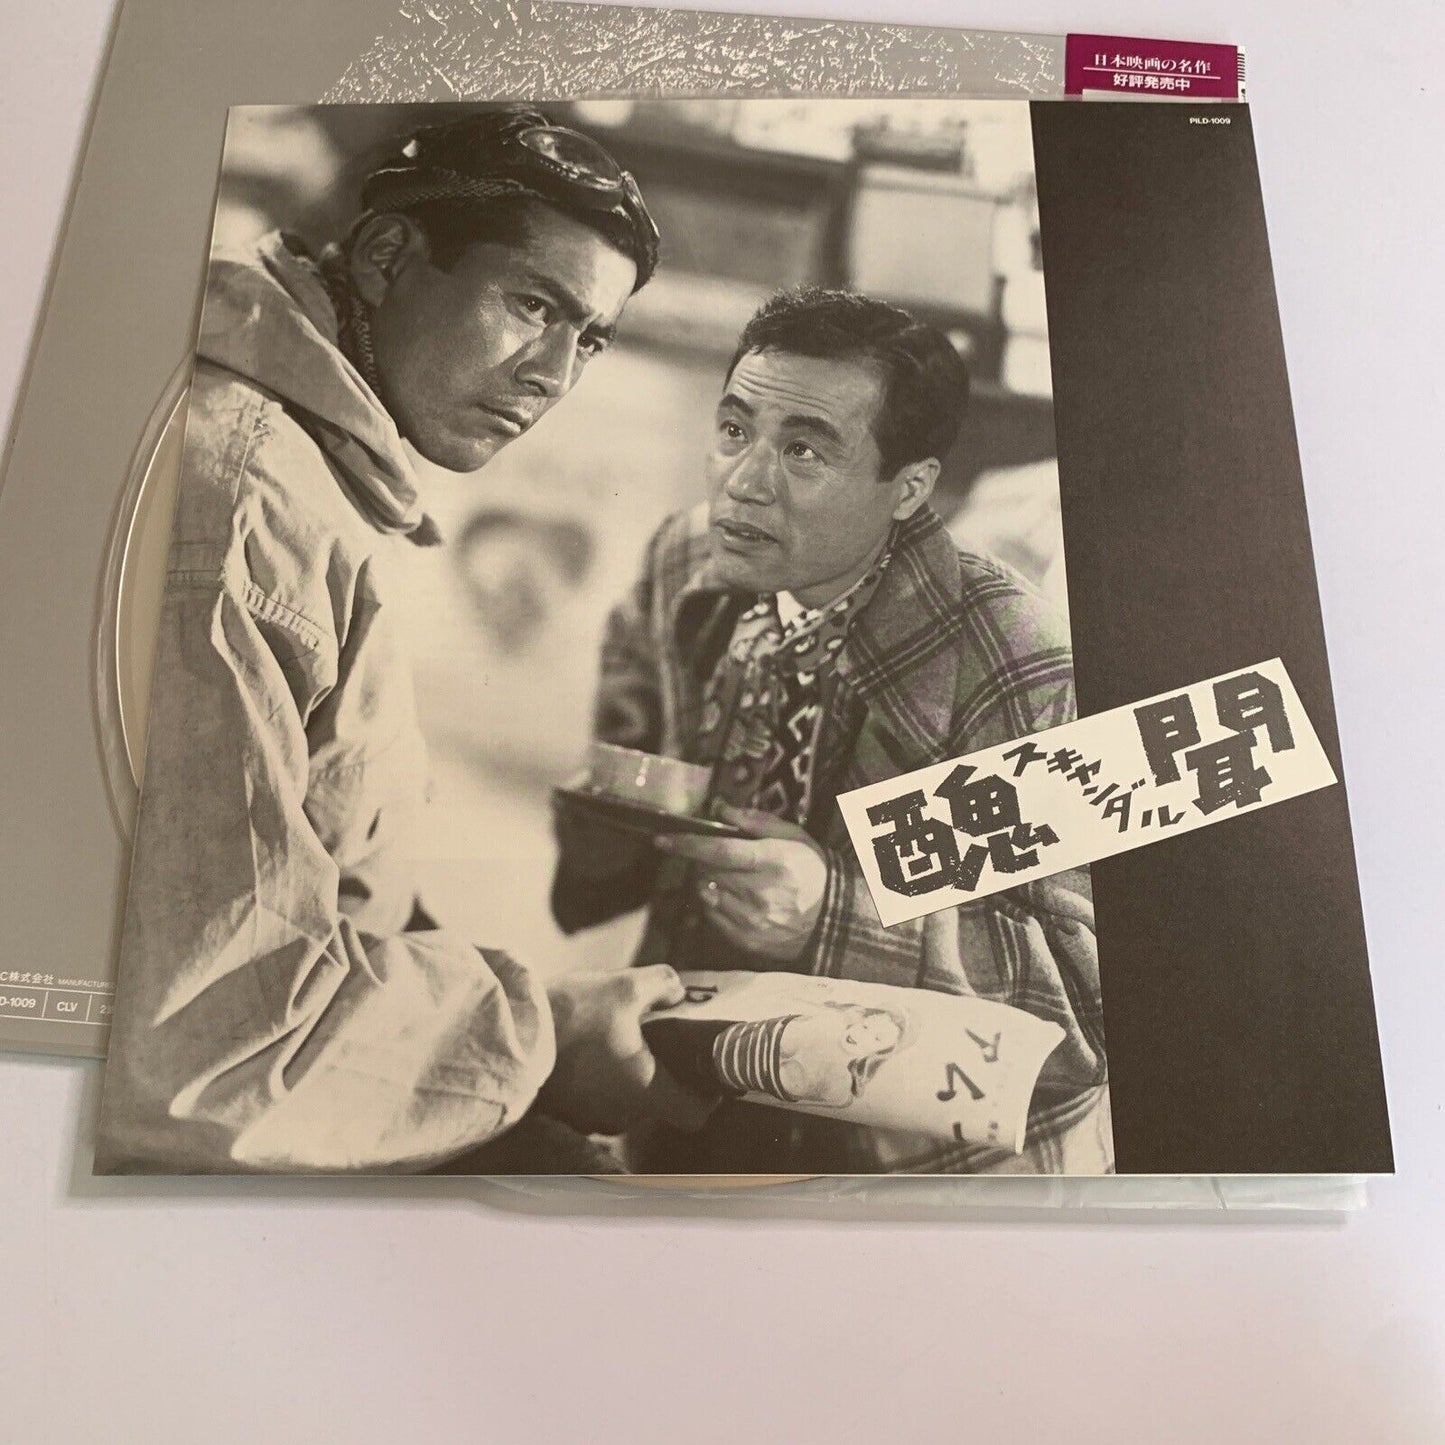 日本映画の名作
好評発売中
PILD-1009
醜聞
スキャンダル
C株式会社 MANUFACTURE
D-1009 CLV